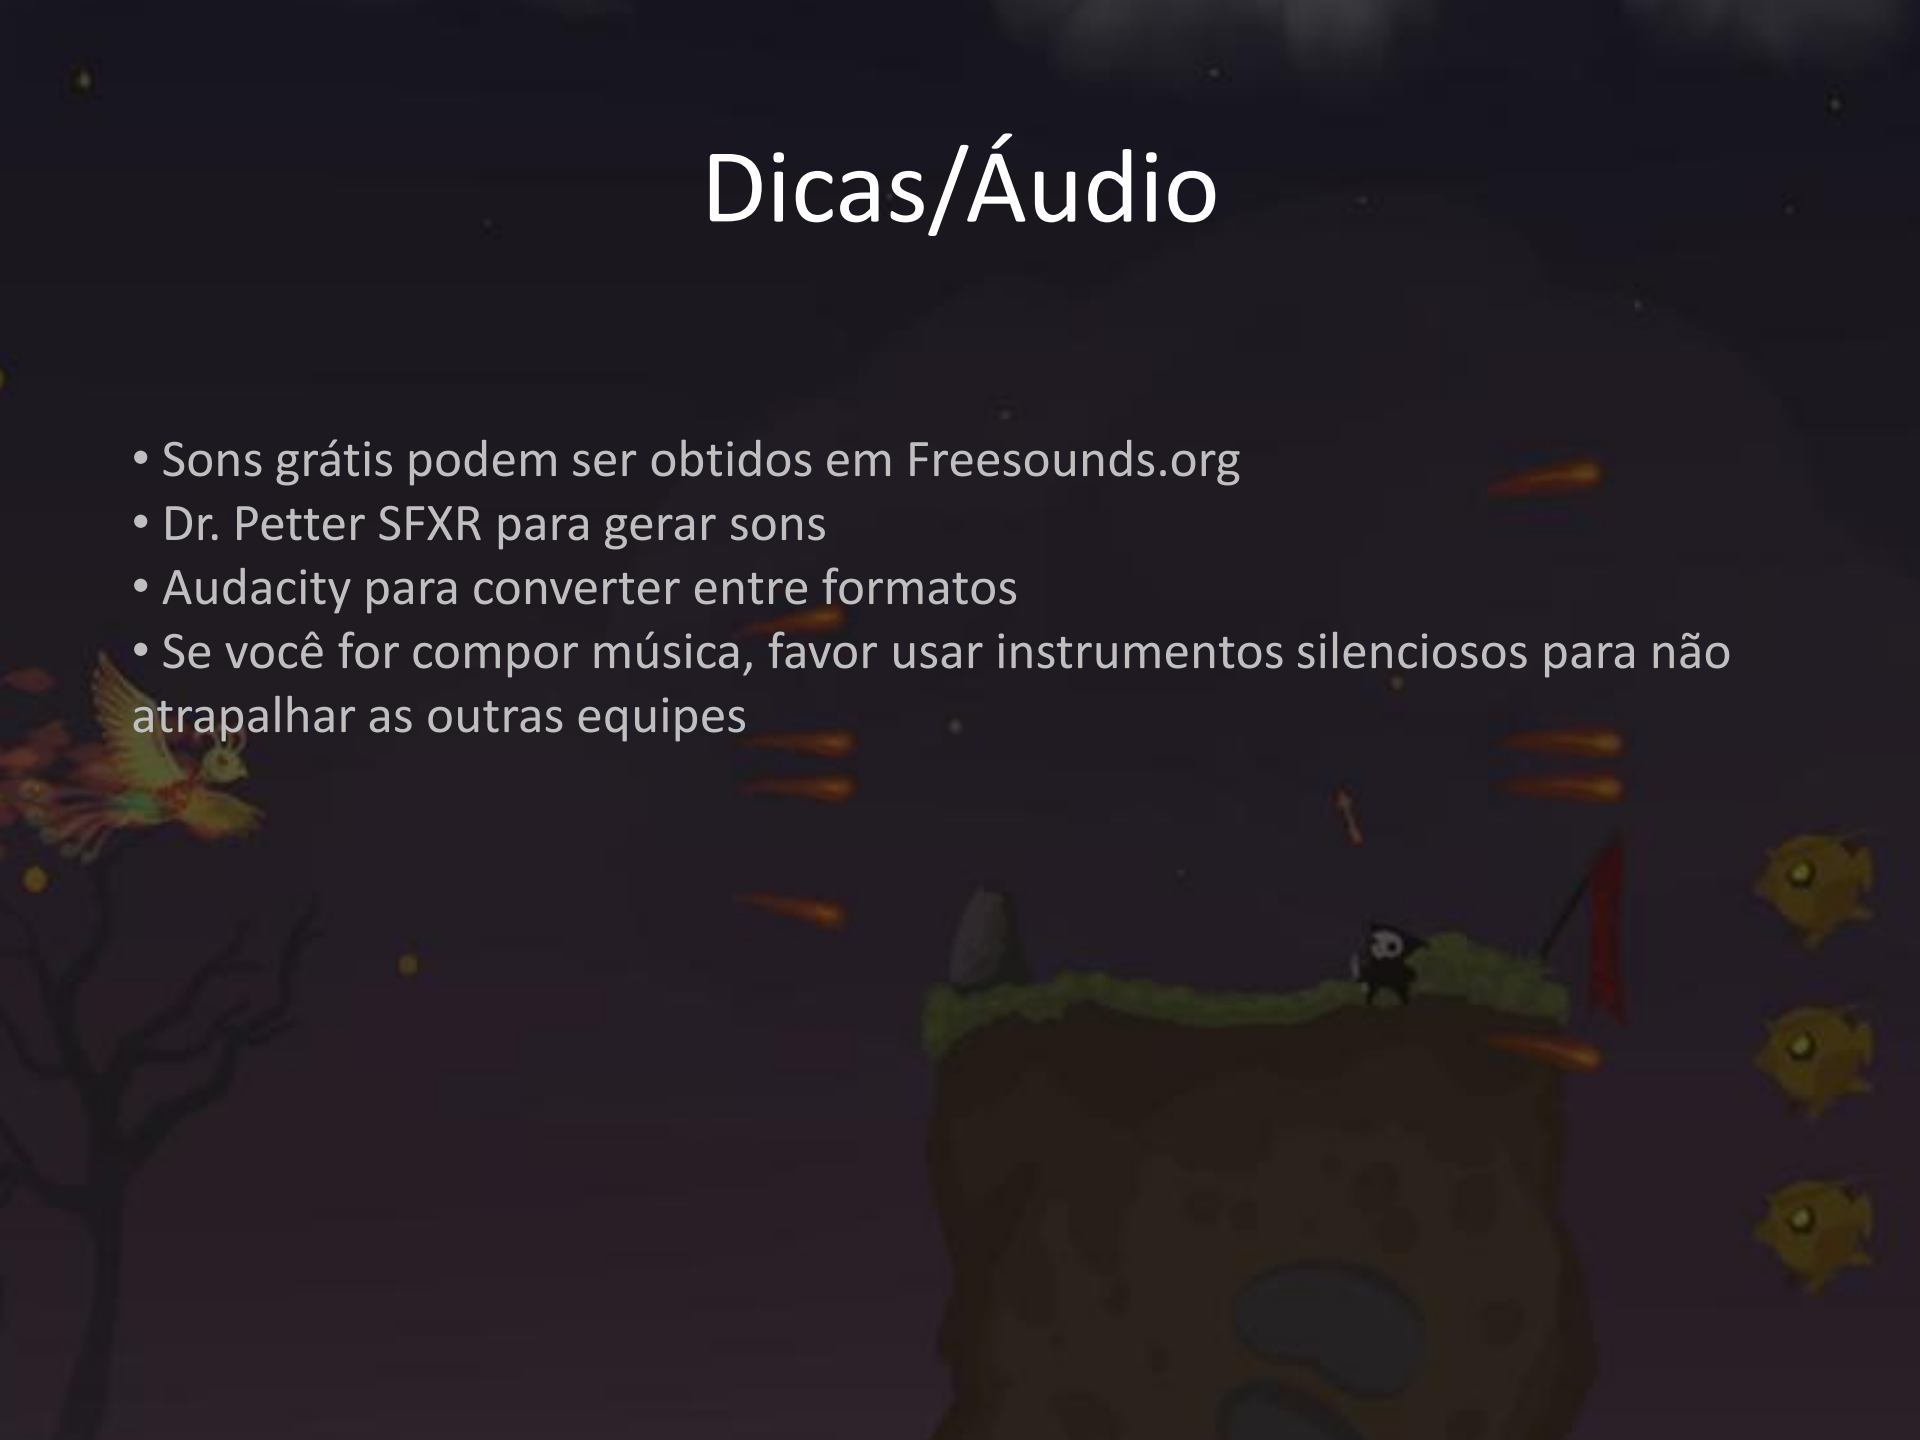 Dicas/Áudio
• Sons grátis podem ser obtidos em Freesounds.org
• Dr. Petter SFXR para gerar sons
• Audacity para converter entre formatos
• Se você for compor música, favor usar instrumentos silenciosos para não
atrapalhar as outras equipes